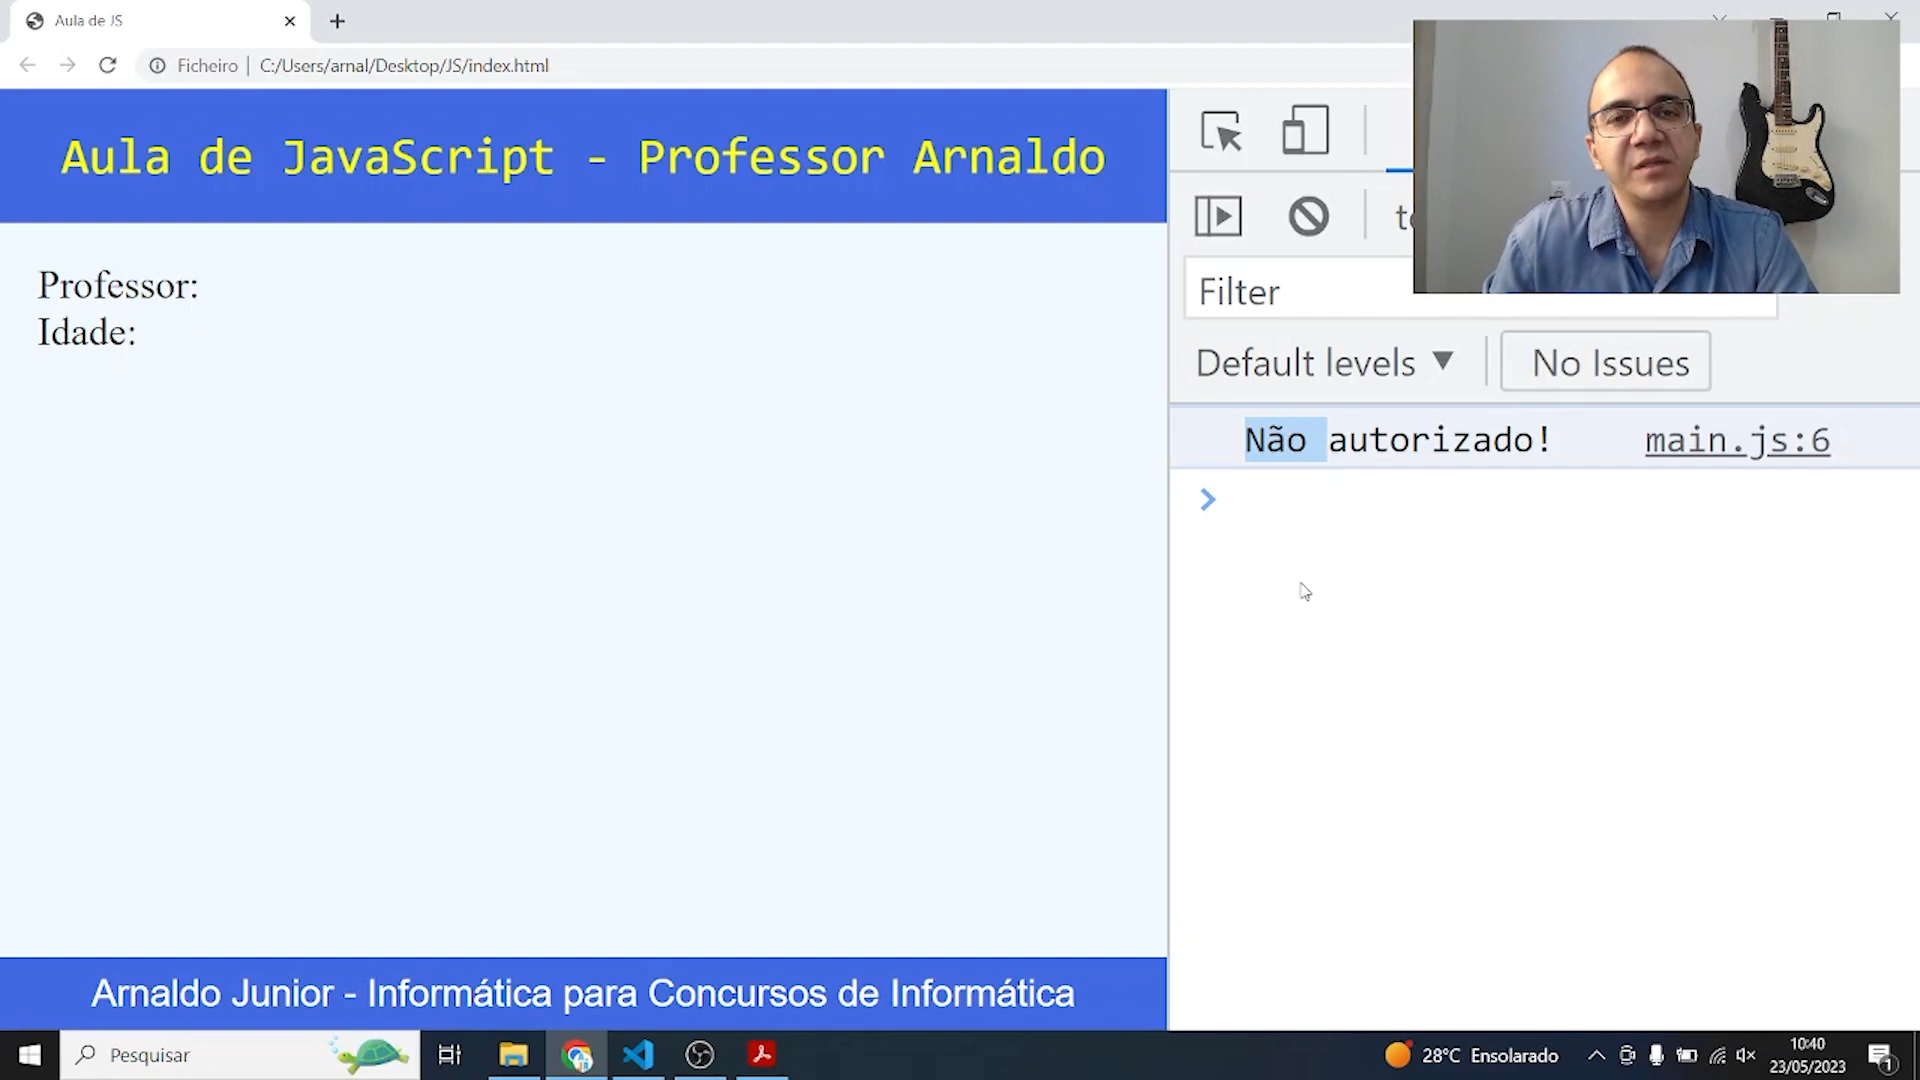 Aula de JS
Ficheiro | C:/Users/arnal/Desktop/JS/index.html
Aula de JavaScript - Professor Arnaldo
Professor:
Idade:
Filter
Default levels ▼ No Issues
Não autorizado! main.js:6
>
Arnaldo Junior - Informática para Concursos de Informática
Pesquisar
28°C Ensolarado
10:40
23/05/2023
1